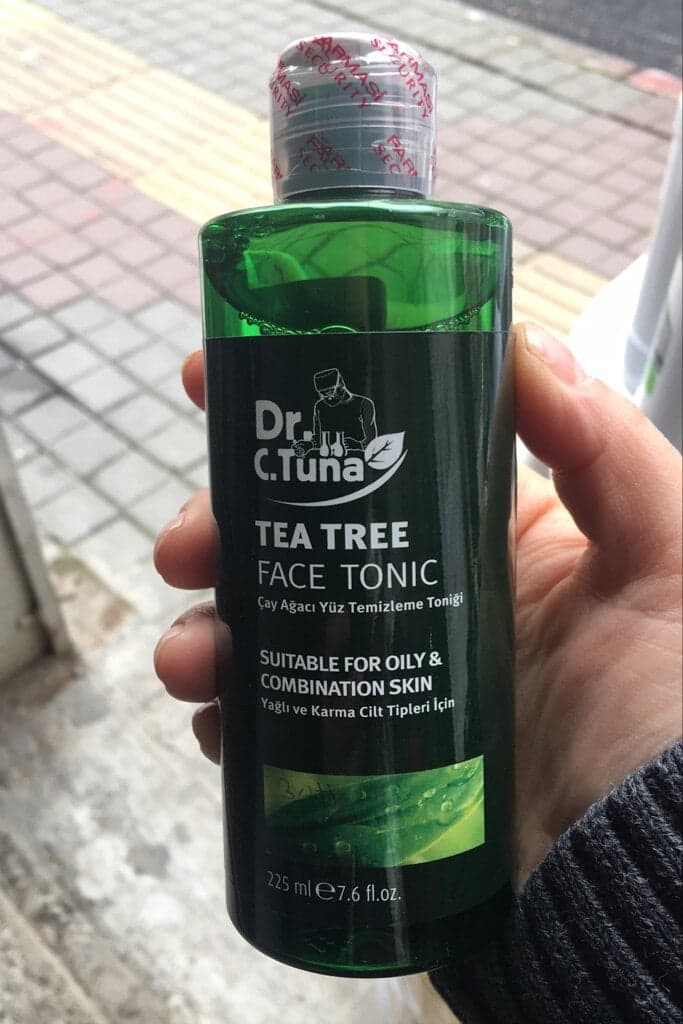 FARMASİ
SECURITY
Dr.
C.Tuna
TEA TREE
FACE TONIC
Çay Ağacı Yüz Temizleme Toniği
SUITABLE FOR OILY &
COMBINATION SKIN
Yağlı ve Karma Cilt Tipleri İçin
225 ml ℮ 7.6 fl.oz.